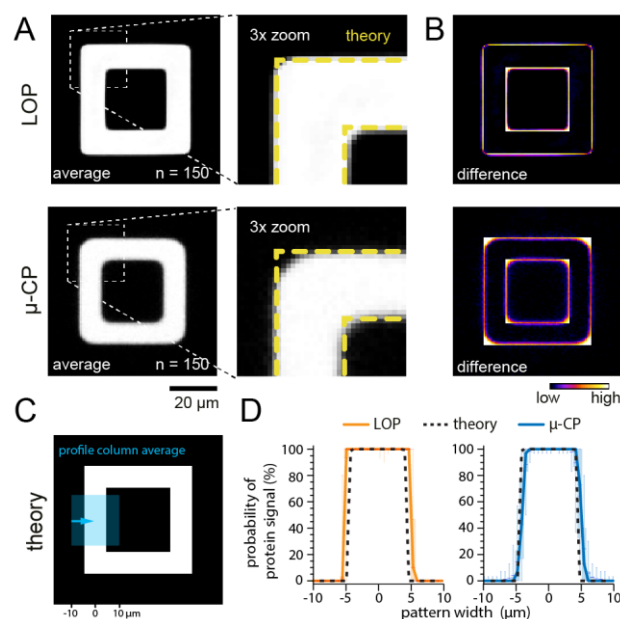 A
B
LOP
3x zoom
theory
average
n = 150
difference
µ-CP
3x zoom
average
n = 150
difference
20 µm
low
high
C
D
LOP
theory
µ-CP
profile column average
theory
-10
0
10
µm
probability of
protein signal (%)
100
80
60
40
20
0
-10
-5
0
5
10
100
80
60
40
20
0
-10
-5
0
5
10
pattern width (µm)